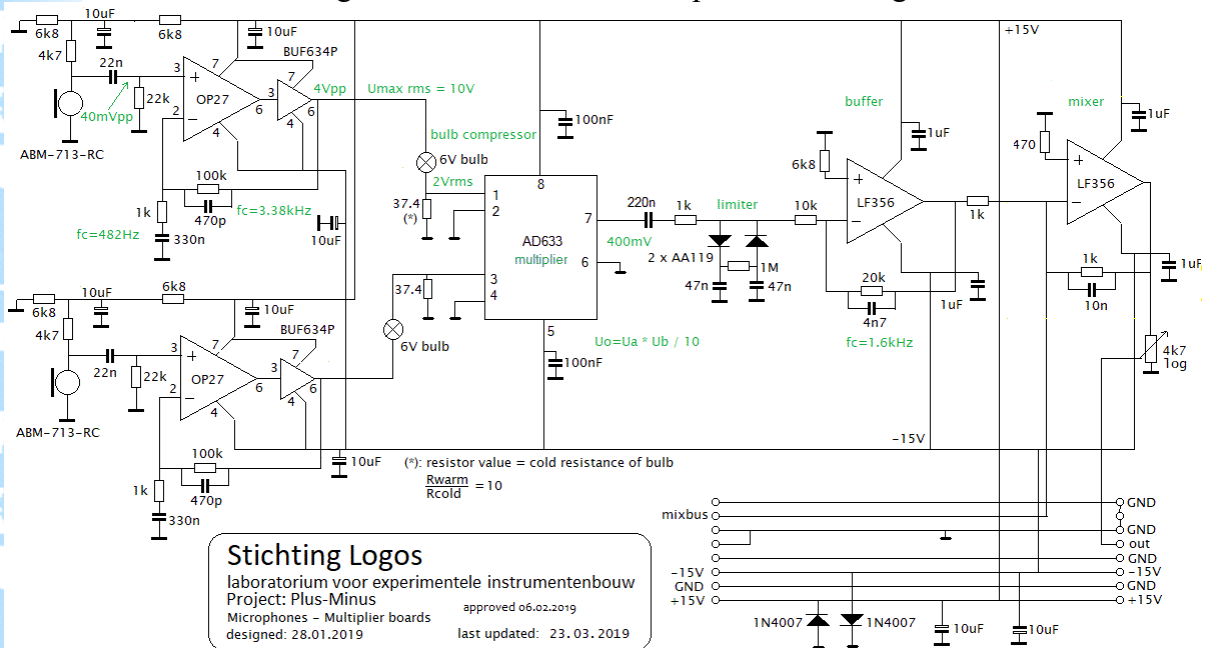 10uF
+15V
6k8
6k8
10uF
4k7
BUF634P
22n
3
7
+
OP27
2
−
4
6
22k
40mVpp
3
7
4
6
4Vpp
Umax rms = 10V
ABM-713-RC
100k
470p
fc=3.38kHz
1k
fc=482Hz
330n
10uF
bulb compressor
6V bulb
2Vrms
37.4
(*)
100nF
8
1
2
AD633
multiplier
3
4
7
6
5
220n
400mV
1k
limiter
10k
2 x AA119
1M
47n
47n
buffer
1uF
6k8
+
LF356
−
20k
4n7
fc=1.6kHz
1uF
1k
mixer
1uF
470
+
LF356
−
1k
10n
1uF
4k7
log
10uF
6k8
6k8
10uF
4k7
BUF634P
22n
22k
3
7
+
OP27
2
−
4
6
3
7
4
6
37.4
6V bulb
Uo=Ua * Ub / 10
100nF
ABM-713-RC
100k
470p
1k
330n
10uF
−15V
(*): resistor value = cold resistance of bulb
Rwarm
Rcold
= 10
mixbus
GND
GND
out
GND
−15V
−15V
GND
GND
+15V
+15V
1N4007
1N4007
10uF
10uF
Stichting Logos
laboratorium voor experimentele instrumentenbouw
Project: Plus-Minus
approved 06.02.2019
Microphones - Multiplier boards
designed: 28.01.2019
last updated: 23.03.2019